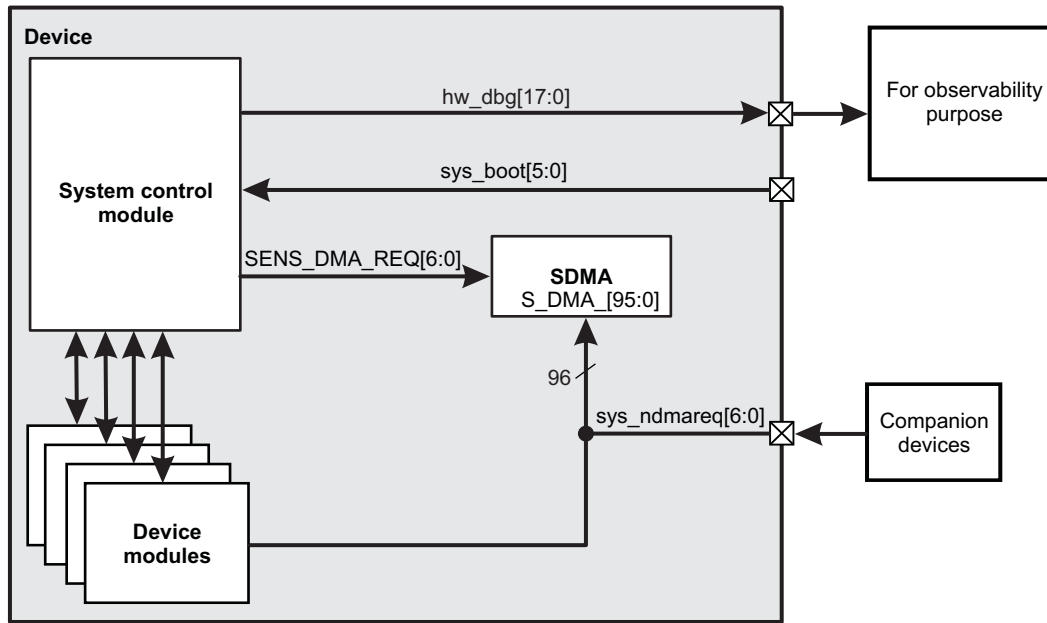 Device
hw_dbg[17:0]
For observability
purpose
sys_boot[5:0]
System control
module
SENS_DMA_REQ[6:0]
SDMA
S_DMA_[95:0]
96
sys_ndmareq[6:0]
Companion
devices
Device
modules